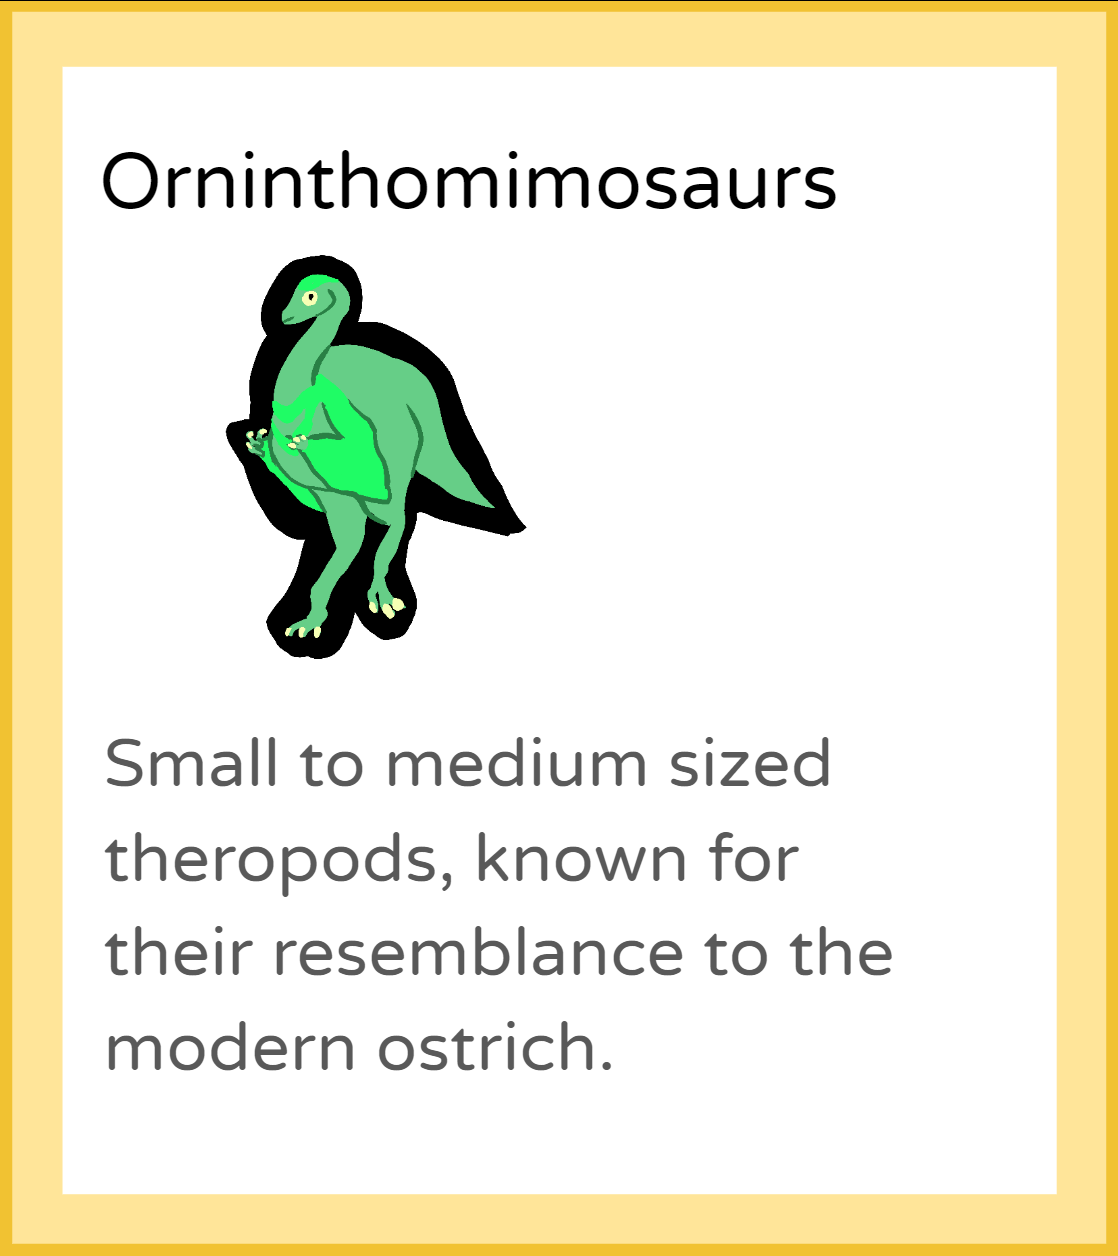 Orninthomimosaurs
Small to medium sized
theropods, known for
their resemblance to the
modern ostrich.